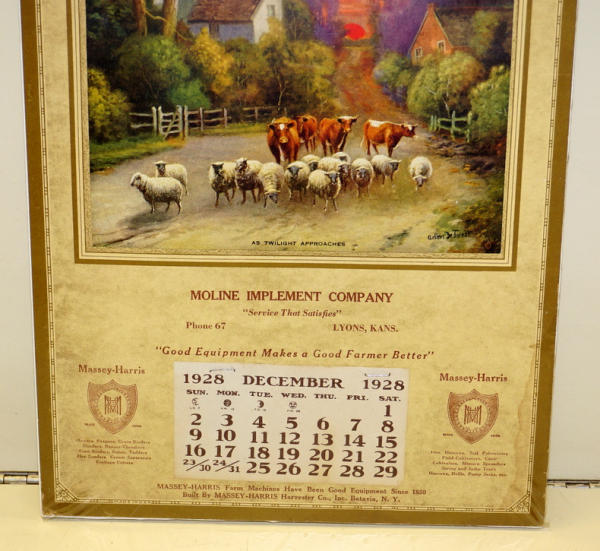 AS TWILIGHT APPROACHES
MOLINE IMPLEMENT COMPANY
"Service That Satisfies"
Phone 67 LYONS, KANS.
"Good Equipment Makes a Good Farmer Better"
Massey-Harris
Massey-Harris
1928 DECEMBER 1928
SUN. MON. TUE. WED. THU. FRI. SAT.
1
2 3 4 5 6 7 8
9 10 11 12 13 14 15
16 17 18 19 20 21 22
23/30 24/31 25 26 27 28 29
MASSEY-HARRIS Farm Machines Have Been Good Equipment Since 1850
Built By MASSEY-HARRIS Harvester Co., Inc. Batavia, N. Y.